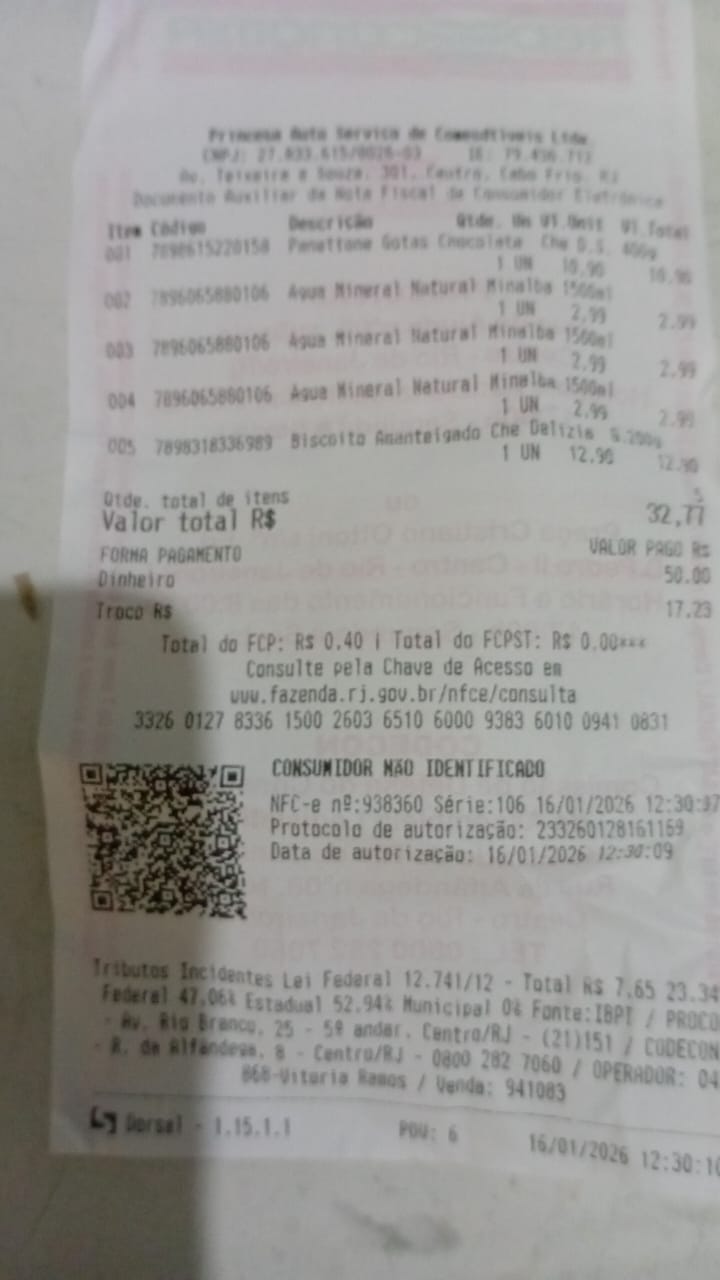 Princesa Auto Servico de Comestiveis Ltda.
CNPJ: 27.833.615/0026-03 IE: 79.456.712
Av. Teixeira e Souza, 301, Centro, Cabo Frio, RJ
Documento Auxiliar da Nota Fiscal de Consumidor Eletrônica
Item Código Descrição Qtde. Un Vl.Unit Vl.Total
001 7898615220158 Panettone Gotas Chocolate Che D.S. 400g
1 UN 10.90 10.90
002 7896065880106 Agua Mineral Natural Minalba 1500ml
1 UN 2.99 2.99
003 7896065880106 Agua Mineral Natural Minalba 1500ml
1 UN 2.99 2.99
004 7896065880106 Agua Mineral Natural Minalba 1500ml
1 UN 2.99 2.99
005 7898318336989 Biscoito Amanteigado Che Delizie
1 UN 12.90 12.90
Qtde. total de itens 5
Valor total R$ 32,77
FORMA PAGAMENTO VALOR PAGO R$
Dinheiro 50.00
Troco R$ 17.23
Total do FCP: R$ 0,40 | Total do FCPST: R$ 0,00***
Consulte pela Chave de Acesso em
www.fazenda.rj.gov.br/nfce/consulta
3326 0127 8336 1500 2603 6510 6000 9383 6010 0941 0831
CONSUMIDOR NÃO IDENTIFICADO
NFC-e nº:938360 Série:106 16/01/2026 12:30:07
Protocolo de autorização: 233260128161169
Data de autorização: 16/01/2026 12:30:09
Tributos Incidentes Lei Federal 12.741/12 - Total R$ 7,65 23.34
Federal 47.06% Estadual 52.94% Municipal 0% Fonte:IBPT / PROCO
- Av. Rio Branco, 25 - 5º andar, Centro/RJ - (21)151 / CODECON
- R. da Alfândega, 8 - Centro/RJ - 0800 282 7060 / OPERADOR: 04
868-Vitoria Ramos / Venda: 941083
Dorsal - 1.15.1.1 PDV: 6 16/01/2026 12:30:10